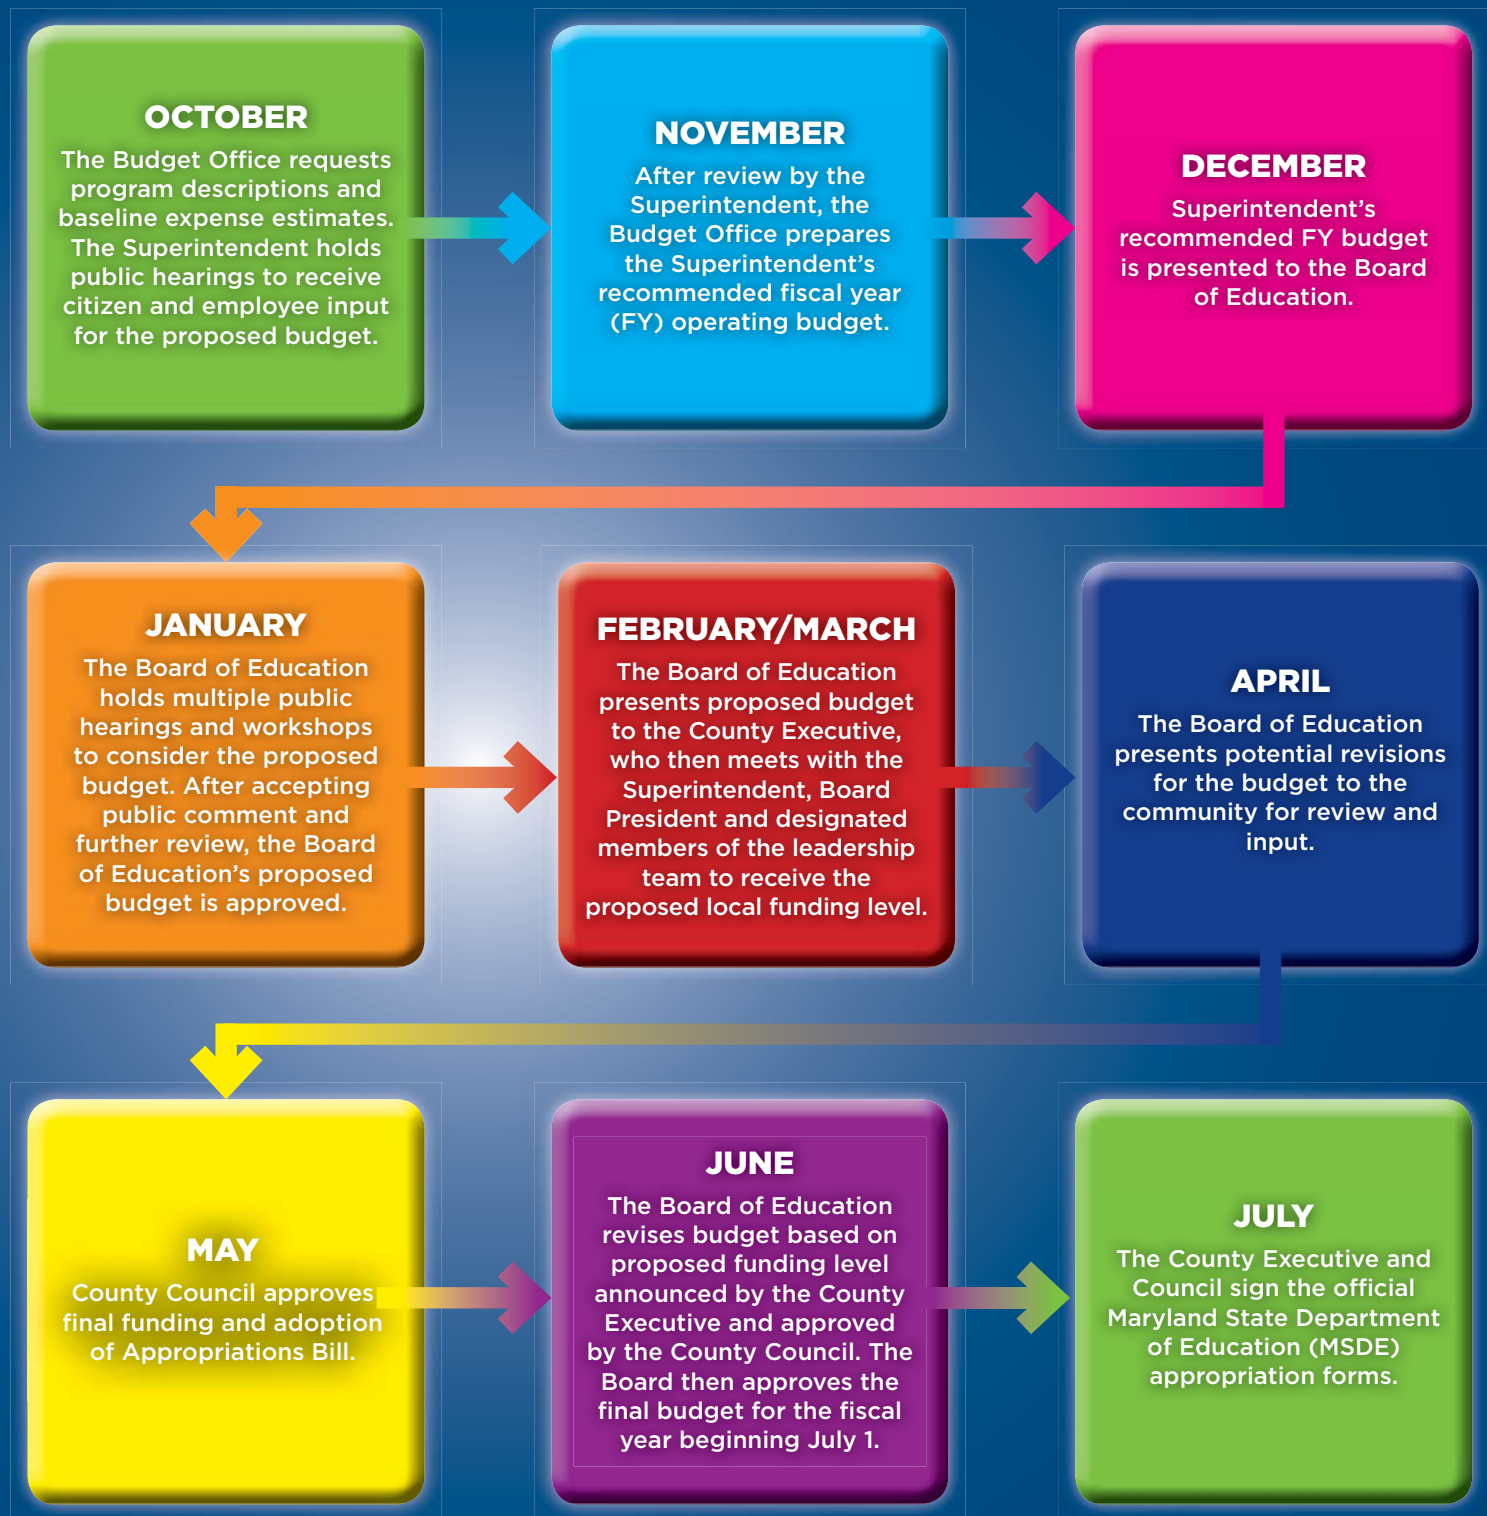 OCTOBER
The Budget Office requests
program descriptions and
baseline expense estimates.
The Superintendent holds
public hearings to receive
citizen and employee input
for the proposed budget.
NOVEMBER
After review by the
Superintendent, the
Budget Office prepares
the Superintendent's
recommended fiscal year
(FY) operating budget.
DECEMBER
Superintendent's
recommended FY budget
is presented to the Board
of Education.
JANUARY
The Board of Education
holds multiple public
hearings and workshops
to consider the proposed
budget. After accepting
public comment and
further review, the Board
of Education's proposed
budget is approved.
FEBRUARY/MARCH
The Board of Education
presents proposed budget
to the County Executive,
who then meets with the
Superintendent, Board
President and designated
members of the leadership
team to receive the
proposed local funding level.
APRIL
The Board of Education
presents potential revisions
for the budget to the
community for review and
input.
MAY
County Council approves
final funding and adoption
of Appropriations Bill.
JUNE
The Board of Education
revises budget based on
proposed funding level
announced by the County
Executive and approved
by the County Council. The
Board then approves the
final budget for the fiscal
year beginning July 1.
JULY
The County Executive and
Council sign the official
Maryland State Department
of Education (MSDE)
appropriation forms.